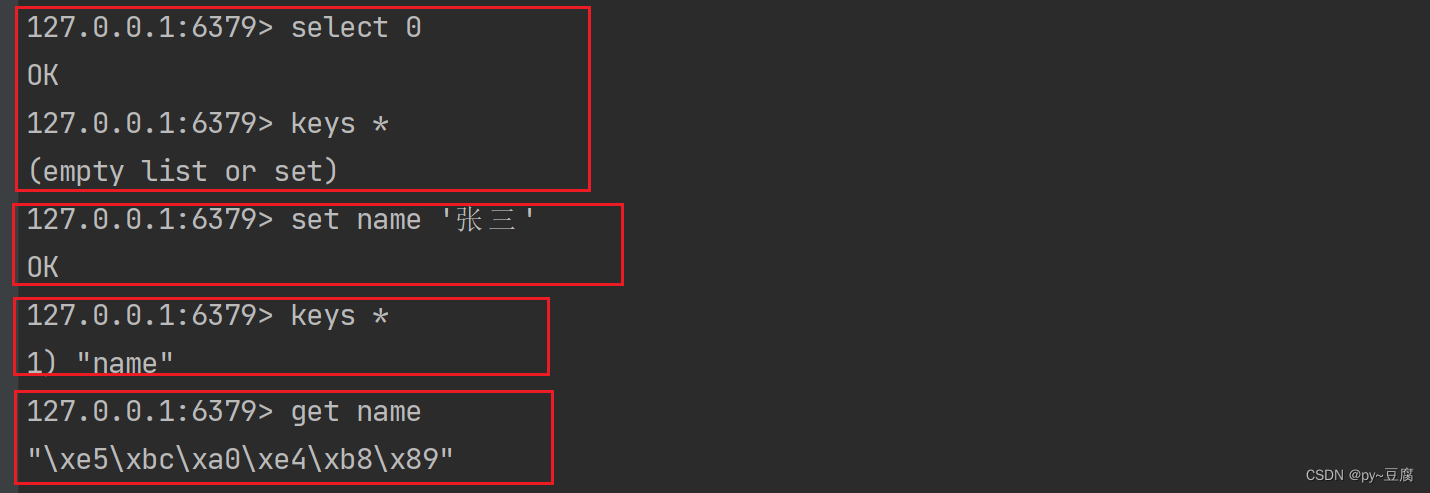 127.0.0.1:6379> select 0
OK
127.0.0.1:6379> keys *
(empty list or set)
127.0.0.1:6379> set name '张三'
OK
127.0.0.1:6379> keys *
1) "name"
127.0.0.1:6379> get name
"\xe5\xbc\xa0\xe4\xb8\x89"
CSDN @py~豆腐